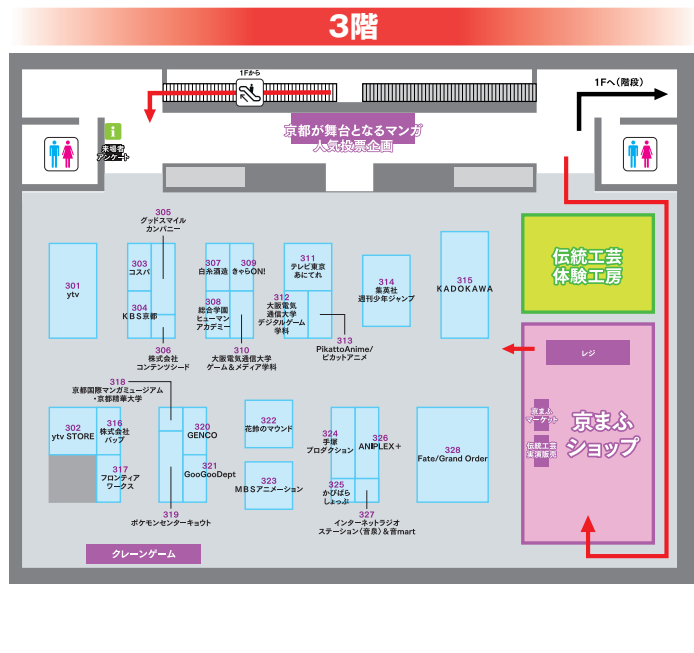 3階
1Fから
1Fへ（階段）
京都が舞台となるマンガ
人気投票企画
i
来場者
アンケート
305
グッドスマイル
カンパニー
301
ytv
303
コスパ
304
KBS京都
306
株式会社
コンテンツシード
307
白糸酒造
309
きゃらON!
308
総合学園
ヒューマン
アカデミー
310
大阪電気通信大学
ゲーム＆メディア学科
311
テレビ東京
あにてれ
312
大阪電気
通信大学
デジタルゲーム
学科
313
PikattoAnime/
ピカットアニメ
314
集英社
週刊少年ジャンプ
315
KADOKAWA
伝統工芸
体験工房
レジ
京まふ
マーケット
伝統工芸
実演販売
京まふ
ショップ
318
京都国際マンガミュージアム
・京都精華大学
302
ytv STORE
316
株式会社
バップ
317
フロンティア
ワークス
320
GENCO
321
GooGooDept
319
ポケモンセンターキョウト
322
花鈴のマウンド
323
MBSアニメーション
324
手塚
プロダクション
325
かぴばら
しょっぷ
326
ANIPLEX＋
327
インターネットラジオ
ステーション〈音泉〉＆音mart
328
Fate/Grand Order
クレーンゲーム